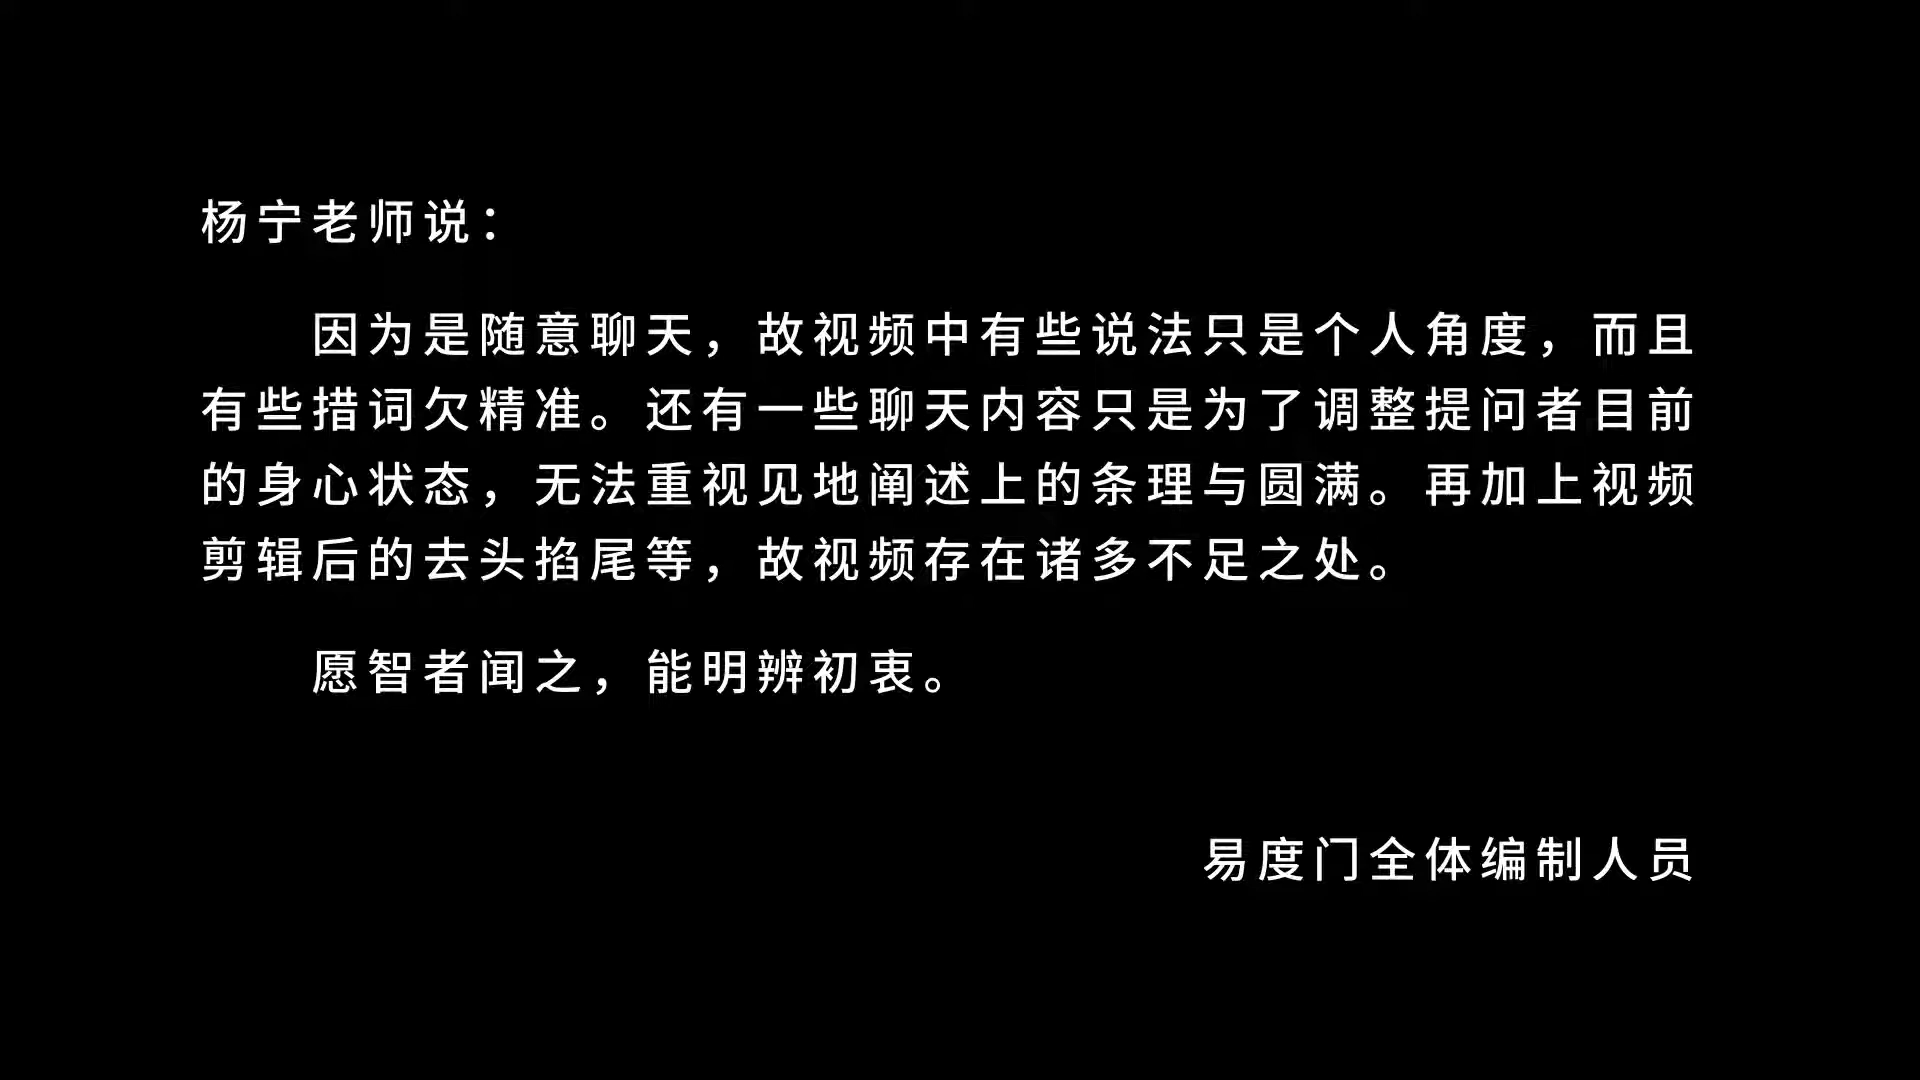 杨宁老师说：
因为是随意聊天，故视频中有些说法只是个人角度，而且
有些措词欠精准。还有一些聊天内容只是为了调整提问者目前
的身心状态，无法重视见地阐述上的条理与圆满。再加上视频
剪辑后的去头掐尾等，故视频存在诸多不足之处。
愿智者闻之，能明辨初衷。
易度门全体编制人员